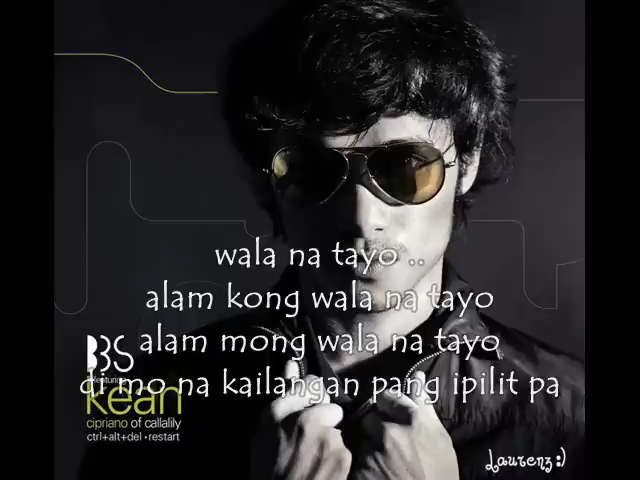 wala na tayo ..
alam kong wala na tayo
alam mong wala na tayo
di mo na kailangan pang ipilit pa
BBS
featuring
kean
cipriano of callalily
ctrl+alt+del • restart
Laurenz :)